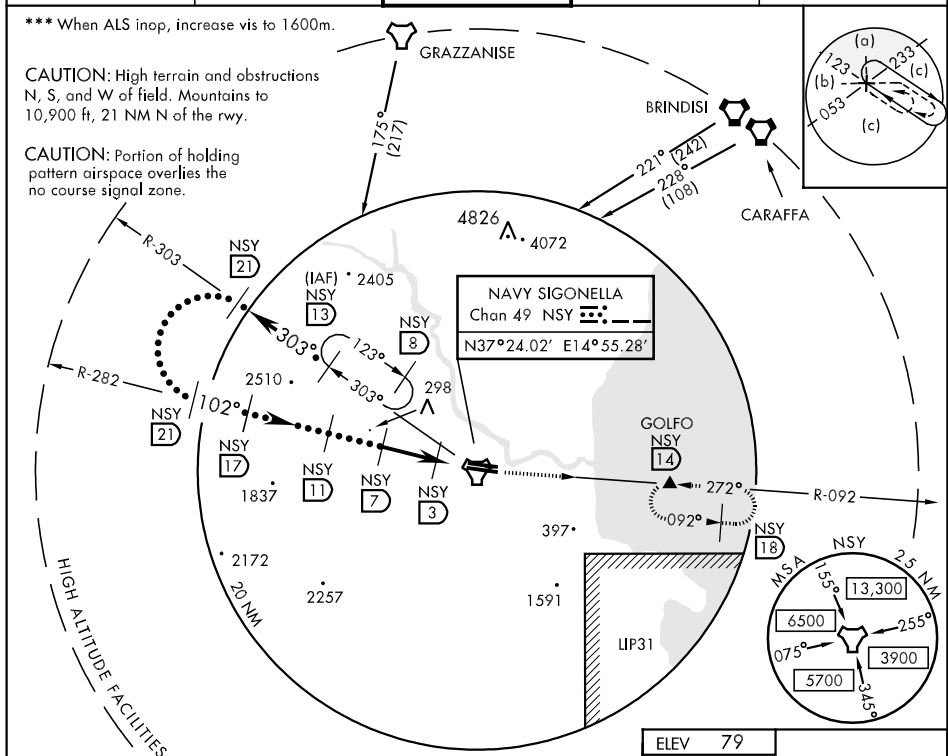 *** When ALS inop, increase vis to 1600m.
CAUTION: High terrain and obstructions
N, S, and W of field. Mountains to
10,900 ft, 21 NM N of the rwy.
CAUTION: Portion of holding
pattern airspace overlies the
no course signal zone.
GRAZZANISE
175°
(217)
BRINDISI
221° (242)
228°
(108)
CARAFFA
(a)
123
233
(b)
(c)
053
(c)
R-303
NSY
21
(IAF)
NSY
13
2405
4826
4072
NAVY SIGONELLA
Chan 49 NSY
N37°24.02' E14°55.28'
303°
123°
303°
NSY
8
2510
298
R-282
102°
NSY
21
NSY
17
NSY
11
NSY
7
NSY
3
1837
GOLFO
NSY
14
272°
092°
R-092
NSY
18
397
2172
2257
1591
20 NM
LIP31
HIGH ALTITUDE FACILITIES
MSA NSY 25 NM
155°
13,300
6500
255°
075°
3900
5700
345°
ELEV 79